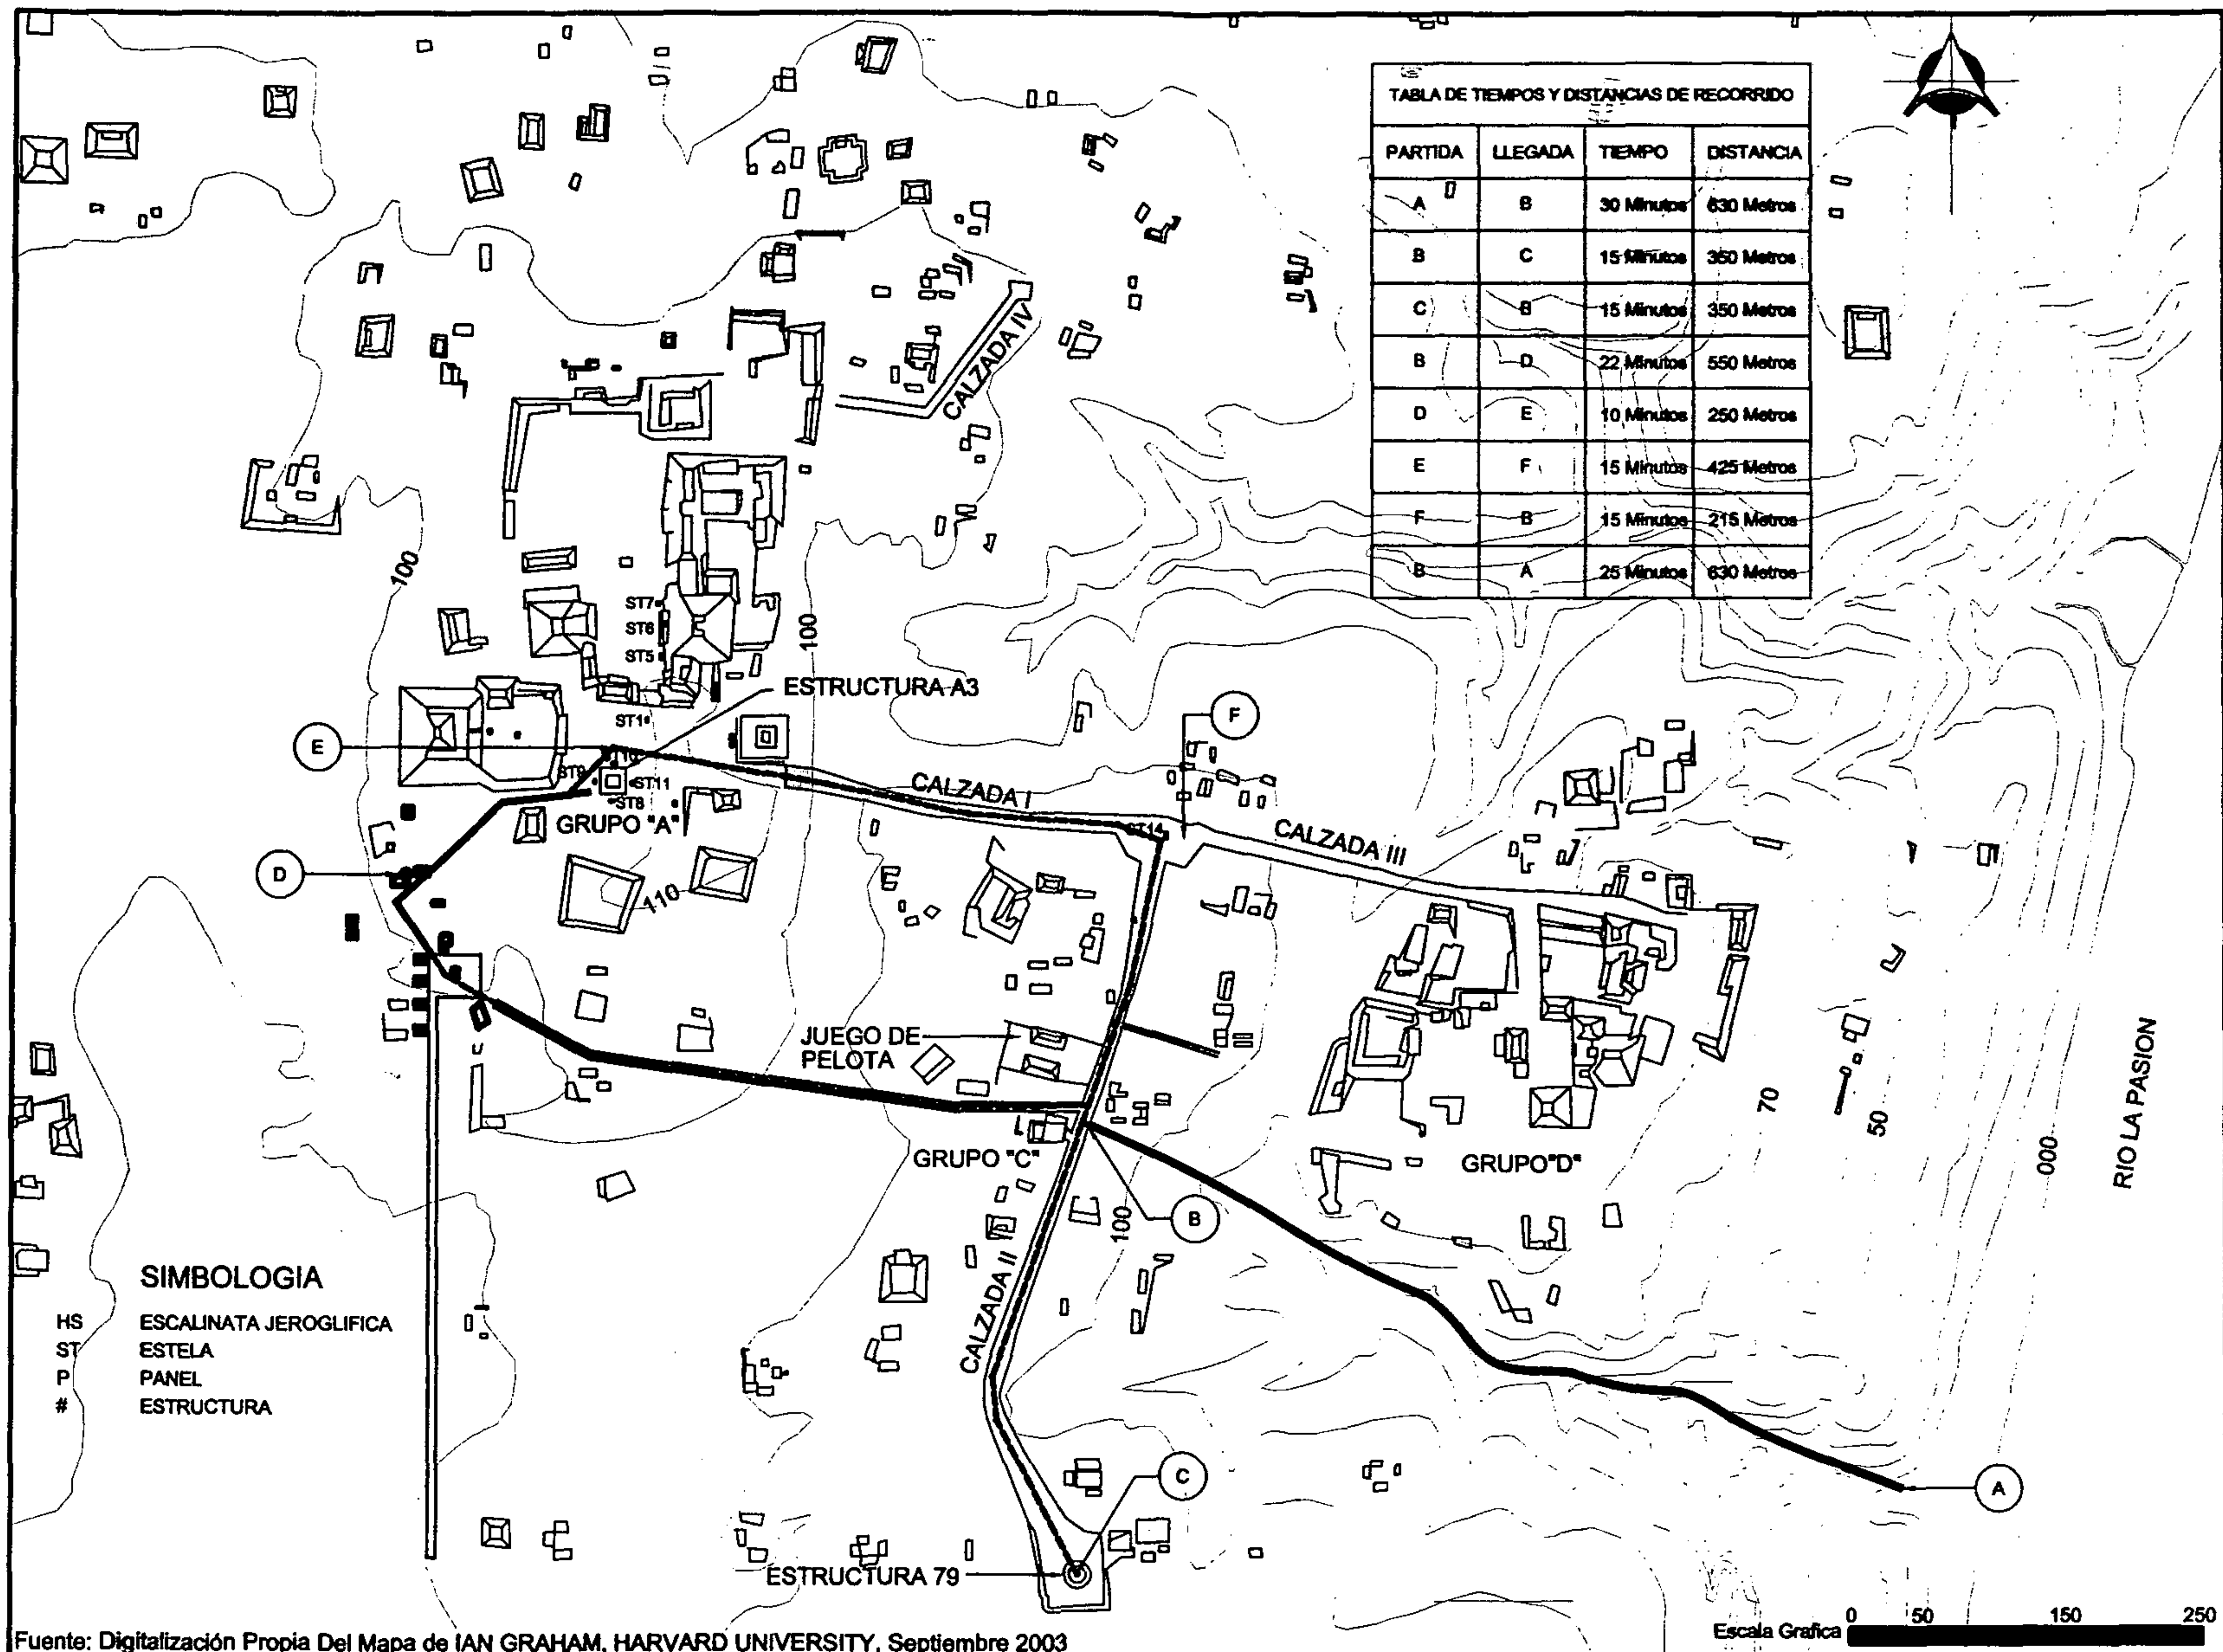 TABLA DE TIEMPOS Y DISTANCIAS DE RECORRIDO
PARTIDA LLEGADA TIEMPO DISTANCIA
A B 30 Minutos 630 Metros
B C 15 Minutos 350 Metros
C B 15 Minutos 350 Metros
B D 22 Minutos 550 Metros
D E 10 Minutos 250 Metros
E F 15 Minutos 425 Metros
F B 15 Minutos 215 Metros
B A 25 Minutos 630 Metros
CALZADA IV
100
ST7
ST6
ST5
100
ESTRUCTURA A3
ST1
F
E
ST10
ST9
ST11
ST8
CALZADA I
GRUPO "A"
ST14
CALZADA III
D
110
JUEGO DE
PELOTA
70
50
000
RIO LA PASION
GRUPO "C"
GRUPO"D"
B
100
CALZADA II
SIMBOLOGIA
HS ESCALINATA JEROGLIFICA
ST ESTELA
P PANEL
# ESTRUCTURA
C
A
ESTRUCTURA 79
Escala Grafica 0 50 150 250
Fuente: Digitalización Propia Del Mapa de IAN GRAHAM, HARVARD UNIVERSITY, Septiembre 2003